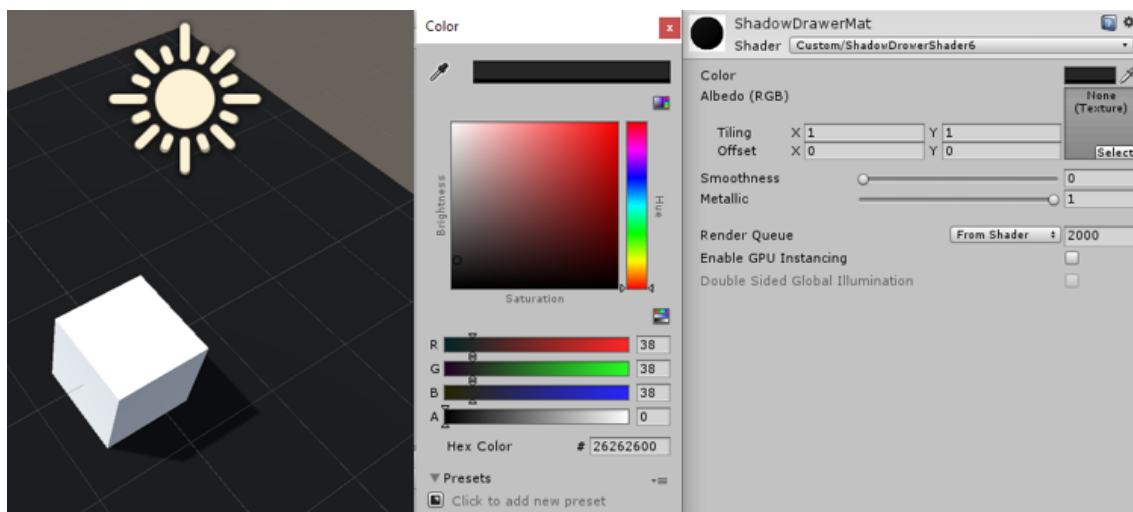 Color
x
Brightness
Hue
Saturation
R 38
G 38
B 38
A 0
Hex Color # 26262600
Presets
Click to add new preset
ShadowDrawerMat
Shader Custom/ShadowDrowerShader6
Color
Albedo (RGB)
None
(Texture)
Tiling X 1 Y 1
Offset X 0 Y 0
Select
Smoothness 0
Metallic 1
Render Queue From Shader 2000
Enable GPU Instancing
Double Sided Global Illumination